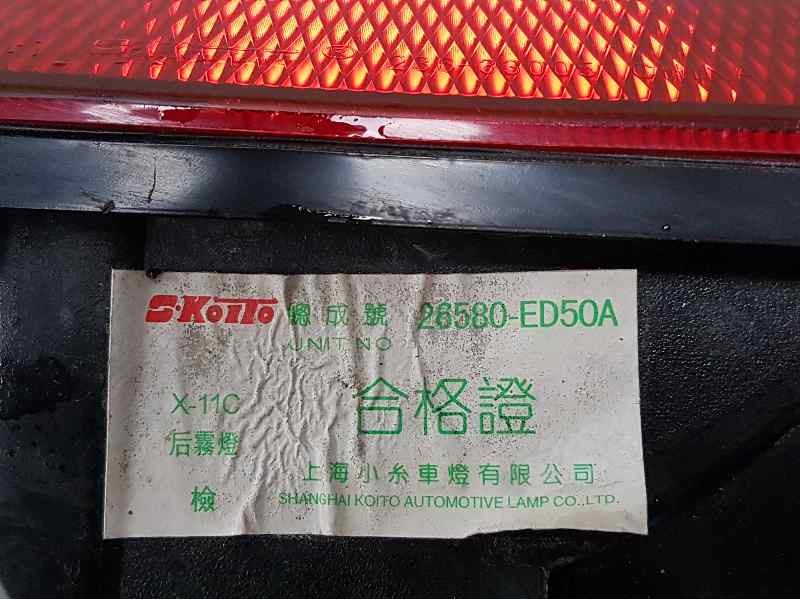 S·KOITO 總成號 26580-ED50A
UNIT NO
X-11C 合格證
后霧燈
上海小糸車燈有限公司
檢 SHANGHAI KOITO AUTOMOTIVE LAMP CO.,LTD.